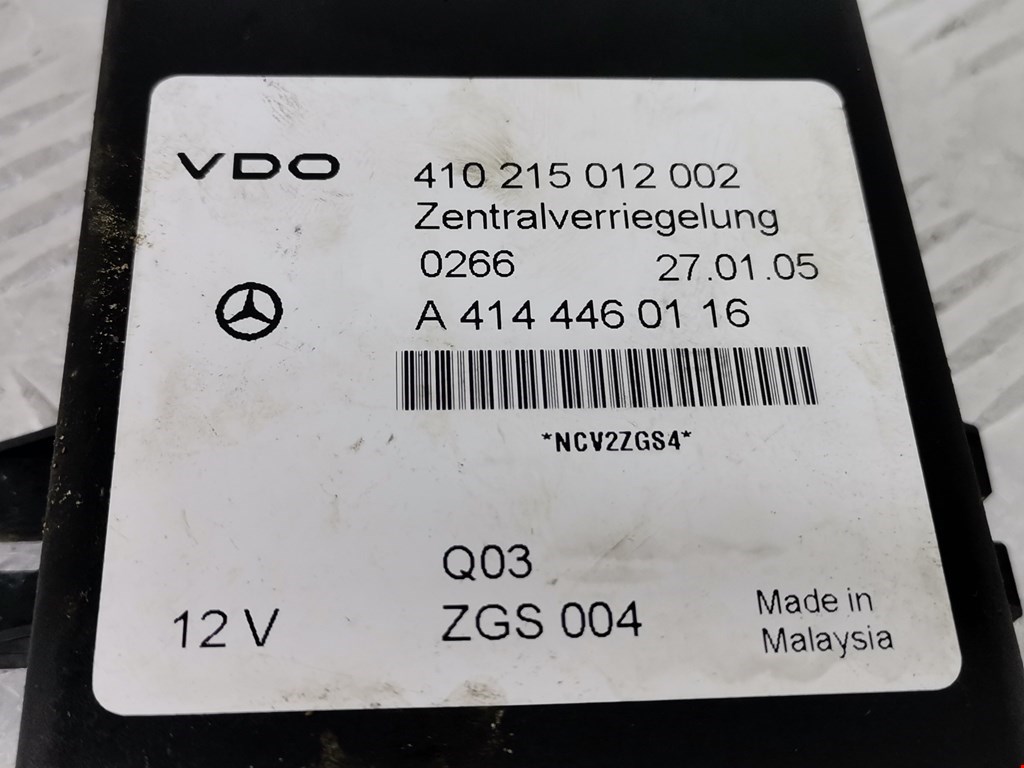 VDO 410 215 012 002
Zentralverriegelung
0266 27.01.05
A 414 446 01 16
*NCV2ZGS4*
Q03
12 V ZGS 004
Made in
Malaysia